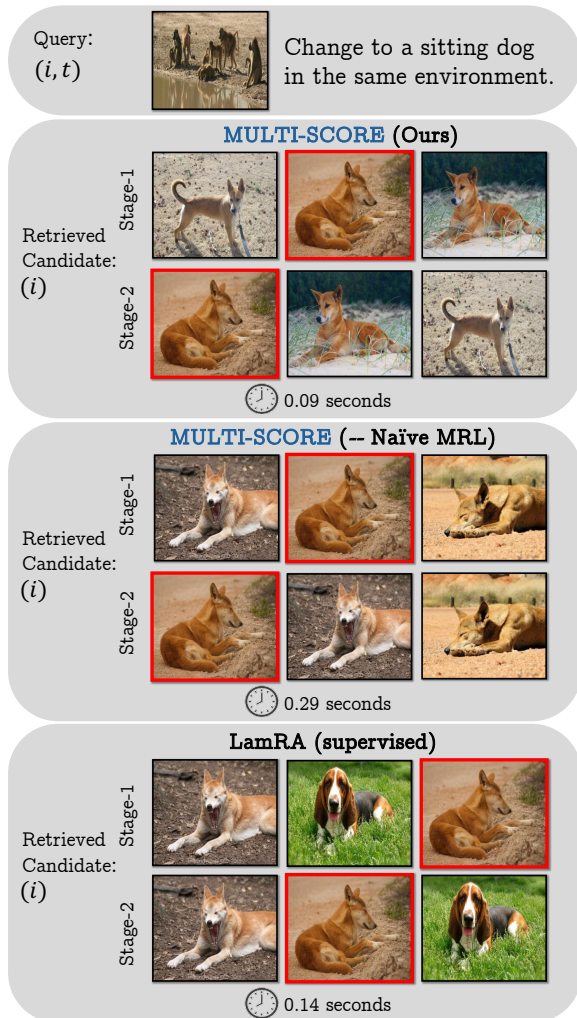 Query:
(i, t)
Change to a sitting dog
in the same environment.
MULTI-SCORE (Ours)
Stage-1
Retrieved
Candidate:
(i)
Stage-2
0.09 seconds
MULTI-SCORE (-- Naïve MRL)
Stage-1
Retrieved
Candidate:
(i)
Stage-2
0.29 seconds
LamRA (supervised)
Stage-1
Retrieved
Candidate:
(i)
Stage-2
0.14 seconds